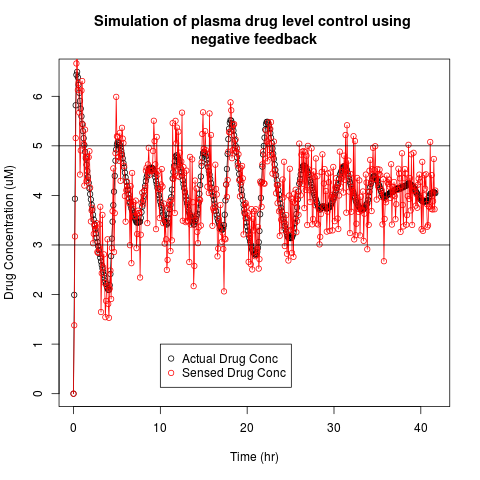 Simulation of plasma drug level control using
negative feedback
Drug Concentration (uM)
6
5
4
3
2
1
0
Actual Drug Conc
Sensed Drug Conc
0 10 20 30 40
Time (hr)